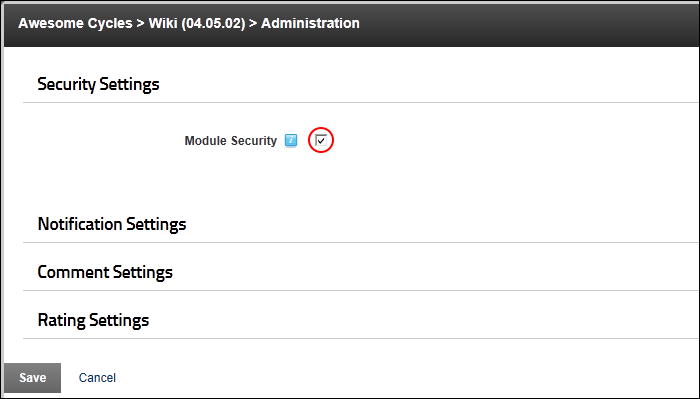 Awesome Cycles > Wiki (04.05.02) > Administration
Security Settings
Module Security
Notification Settings
Comment Settings
Rating Settings
Save Cancel